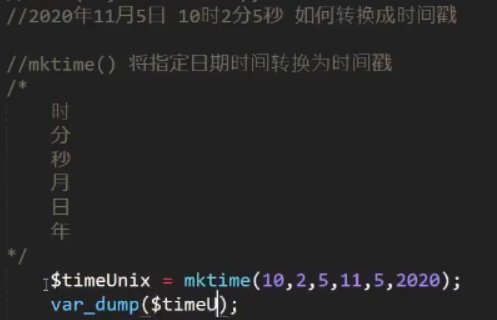 //2020年11月5日 10时2分5秒 如何转换成时间戳
//mktime() 将指定日期时间转换为时间戳
/*
时
分
秒
月
日
年
*/
$timeUnix = mktime(10,2,5,11,5,2020);
var_dump($timeU);